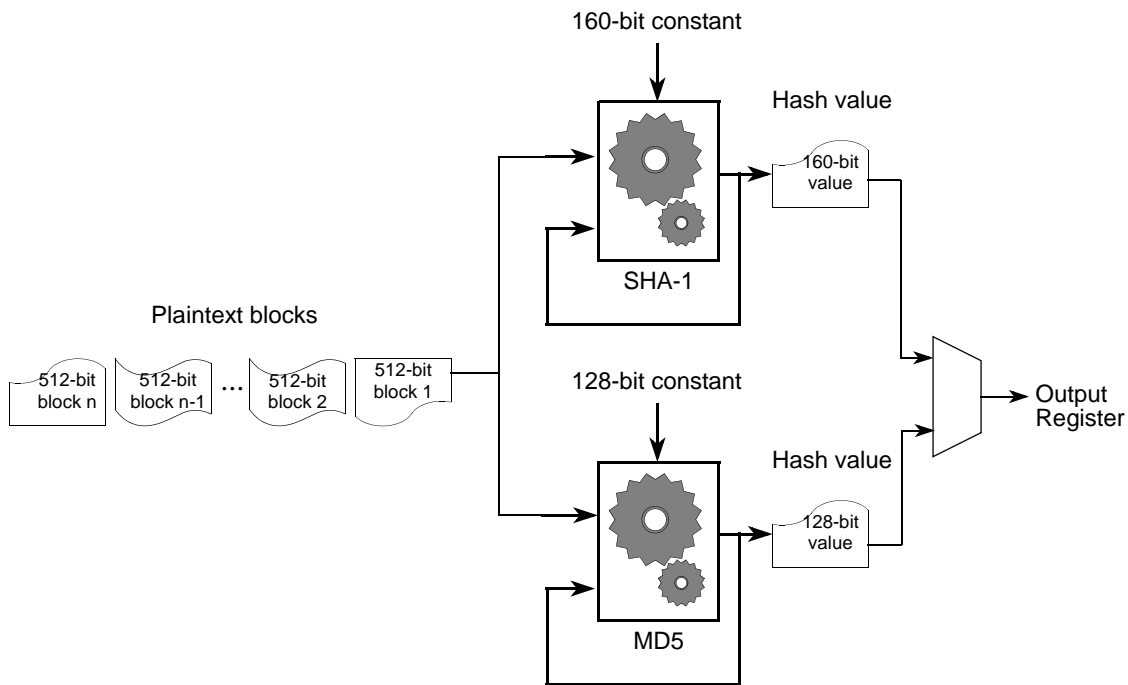 160-bit constant
Hash value
160-bit
value
SHA-1
Plaintext blocks
512-bit
block n
512-bit
block n-1
...
512-bit
block 2
512-bit
block 1
128-bit constant
Output
Register
Hash value
128-bit
value
MD5